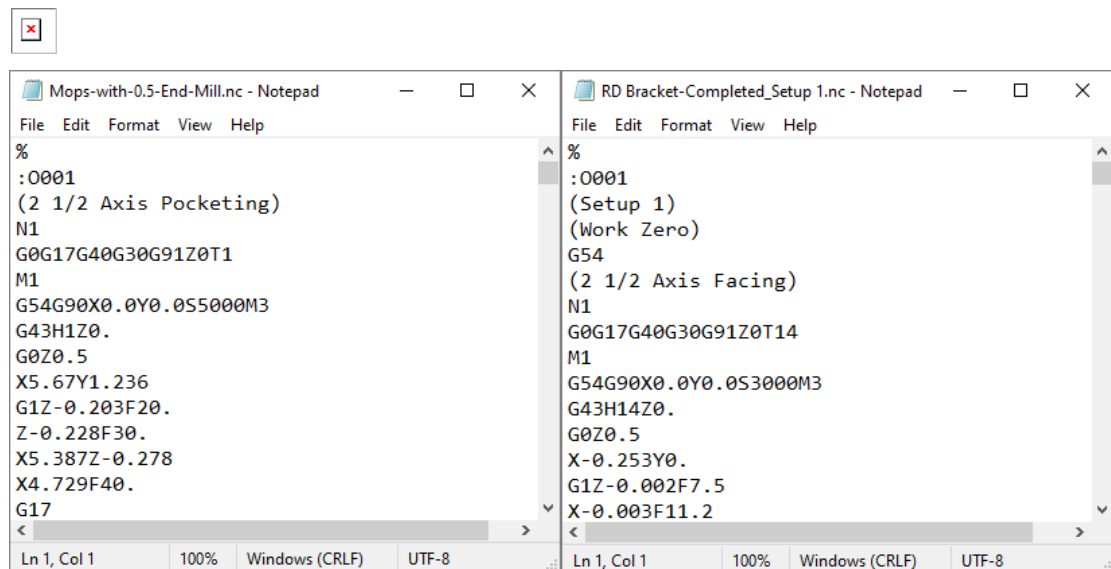 Mops-with-0.5-End-Mill.nc - Notepad
File Edit Format View Help
%
:O001
(2 1/2 Axis Pocketing)
N1
G0G17G40G30G91Z0T1
M1
G54G90X0.0Y0.0S5000M3
G43H1Z0.
G0Z0.5
X5.67Y1.236
G1Z-0.203F20.
Z-0.228F30.
X5.387Z-0.278
X4.729F40.
G17
Ln 1, Col 1 100% Windows (CRLF) UTF-8
RD Bracket-Completed_Setup 1.nc - Notepad
File Edit Format View Help
%
:O001
(Setup 1)
(Work Zero)
G54
(2 1/2 Axis Facing)
N1
G0G17G40G30G91Z0T14
M1
G54G90X0.0Y0.0S3000M3
G43H14Z0.
G0Z0.5
X-0.253Y0.
G1Z-0.002F7.5
X-0.003F11.2
Ln 1, Col 1 100% Windows (CRLF) UTF-8